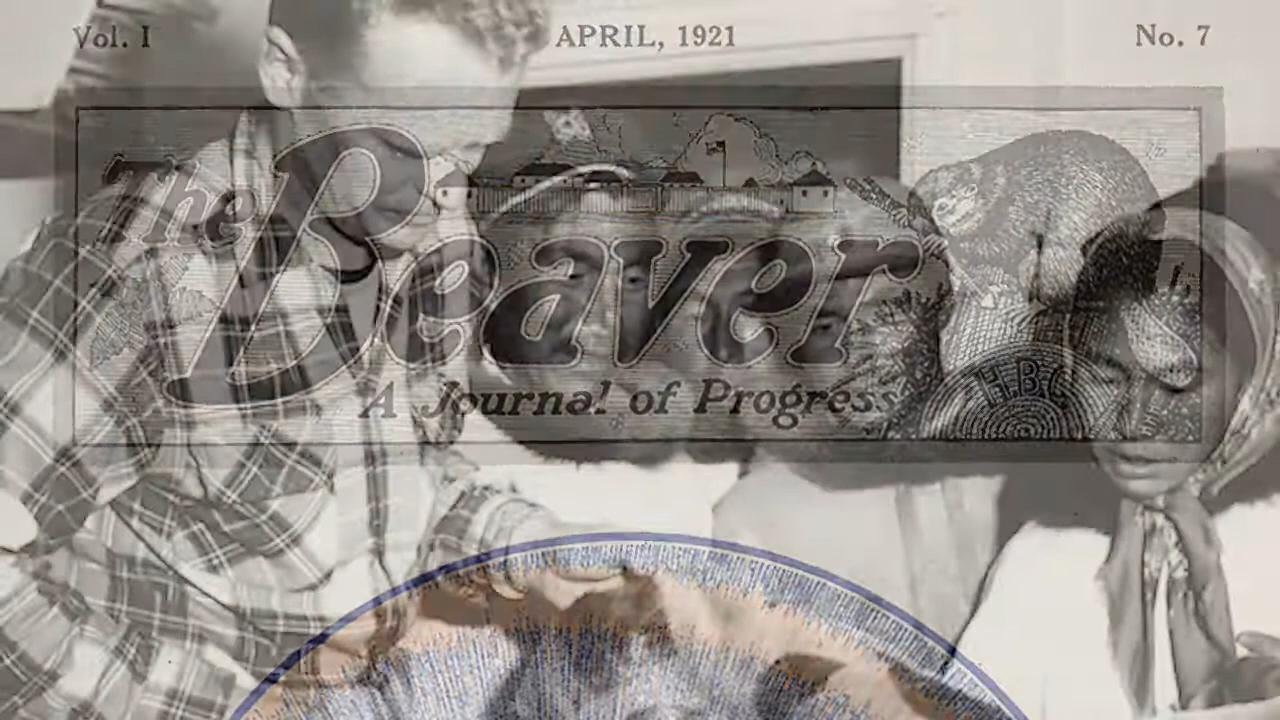 Vol. I APRIL, 1921 No. 7
The Beaver
A Journal of Progress
HBC